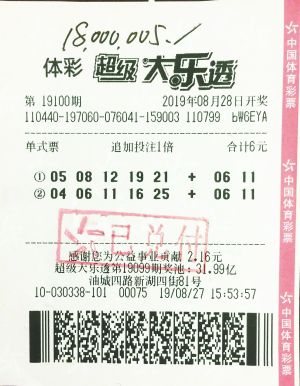 18,000,005./
体彩 超级大乐透
第 19100期 2019年08月28日开奖
110440-197060-076041-159003 110799 bW6EYA
单式票 追加投注1倍 合计6元
① 05 08 12 19 21 + 06 11
② 04 06 11 16 25 + 06 11
已兑付
感谢您为公益事业贡献 2.16元
超级大乐透第19099期奖池:31.99亿
油城四路新湖四街81号
10-030338-101 00075 19/08/27 15:53:57
中国体育彩票
中国体育彩票
中国体育彩票